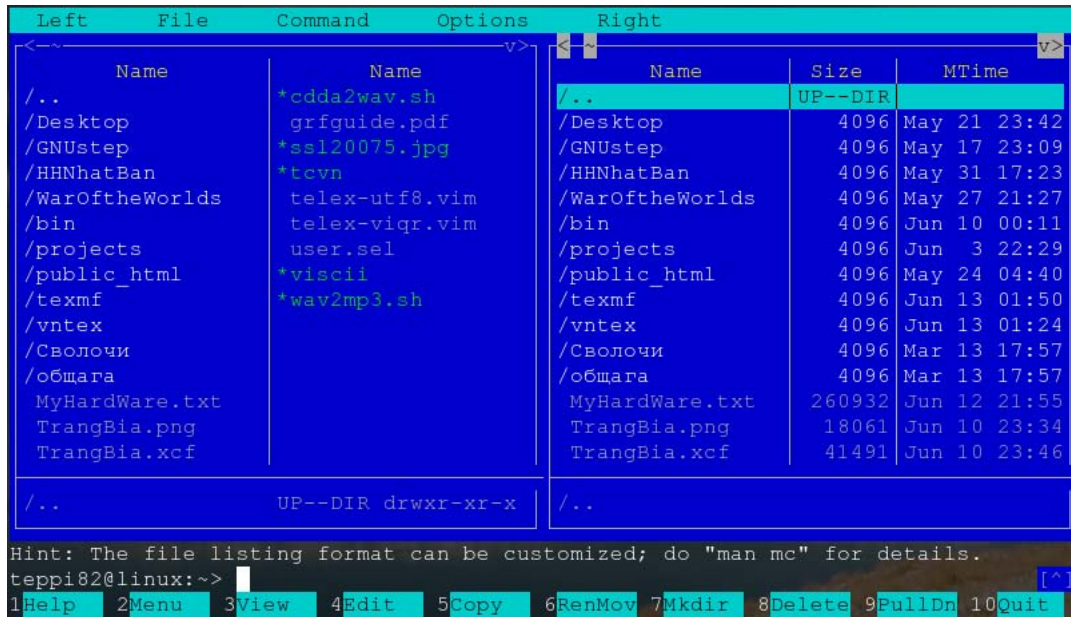 Left File Command Options Right
<—~ v> < ~ v>
Name Name Name Size MTime
/.. *cdda2wav.sh /.. UP--DIR
/Desktop grfguide.pdf /Desktop 4096 May 21 23:42
/GNUstep *ssl20075.jpg /GNUstep 4096 May 17 23:09
/HHNhatBan *tcvn /HHNhatBan 4096 May 31 17:23
/WarOftheWorlds telex-utf8.vim /WarOftheWorlds 4096 May 27 21:27
/bin telex-viqr.vim /bin 4096 Jun 10 00:11
/projects user.sel /projects 4096 Jun 3 22:29
/public_html *viscii /public_html 4096 May 24 04:40
/texmf *wav2mp3.sh /texmf 4096 Jun 13 01:50
/vntex /vntex 4096 Jun 13 01:24
/Сволочи /Сволочи 4096 Mar 13 17:57
/общага /общага 4096 Mar 13 17:57
MyHardWare.txt MyHardWare.txt 260932 Jun 12 21:55
TrangBia.png TrangBia.png 18061 Jun 10 23:34
TrangBia.xcf TrangBia.xcf 41491 Jun 10 23:46
/.. UP--DIR drwxr-xr-x /..
Hint: The file listing format can be customized; do "man mc" for details.
teppi82@linux:~> [^]
1Help 2Menu 3View 4Edit 5Copy 6RenMov 7Mkdir 8Delete 9PullDn 10Quit